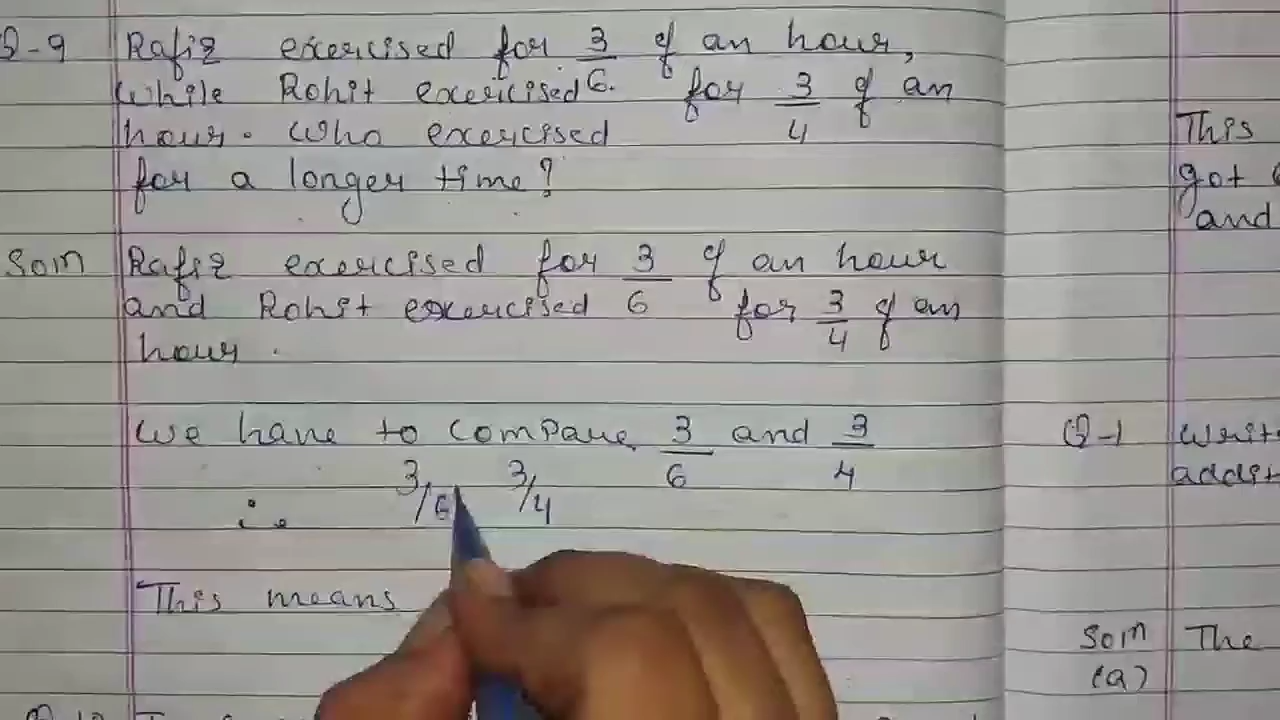 Q-9 Rafiq exercised for 3/6 of an hour,
while Rohit exercised for 3/4 of an
hour. Who exercised
for a longer time?
Soln Rafiq exercised for 3/6 of an hour
and Rohit exercised for 3/4 of an
hour.
We have to compare 3/6 and 3/4
i.e 3/6 3/4
This means
This
got
and
Q-1
Soln The
(a)